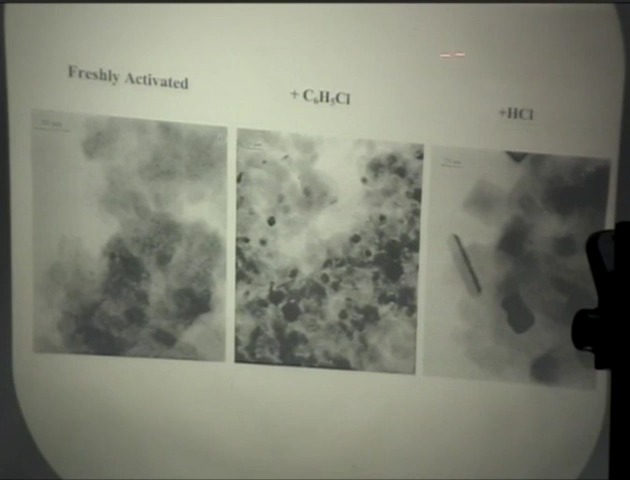 Freshly Activated
+ C₆H₅Cl
+HCl